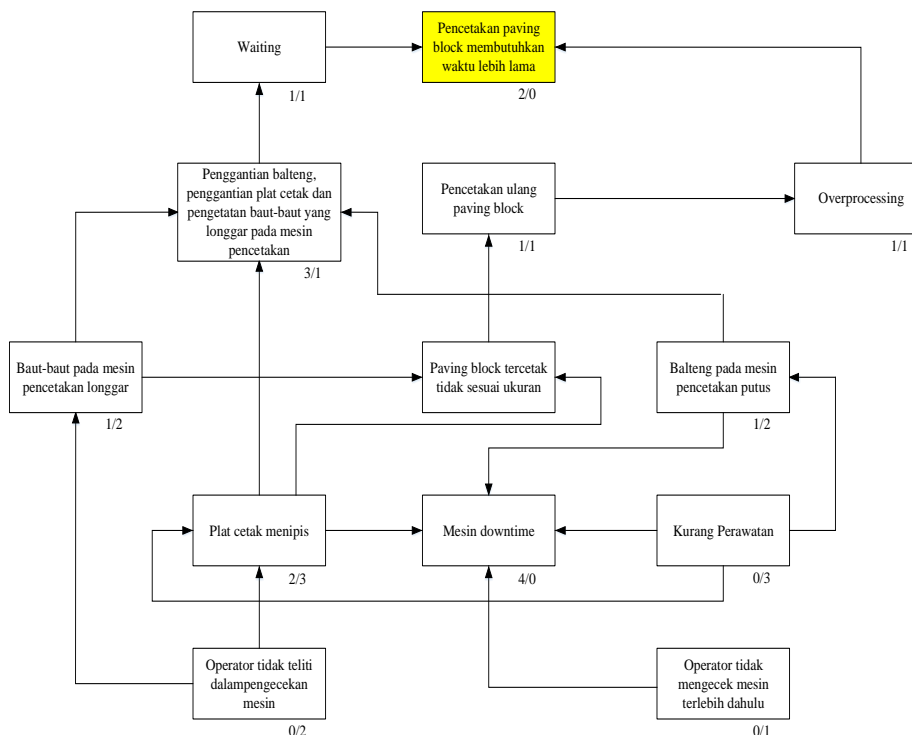 Waiting
1/1
Pencetakan paving
block membutuhkan
waktu lebih lama
2/0
Penggantian balteng,
penggantian plat cetak dan
pengetatan baut-baut yang
longgar pada mesin
pencetakan
3/1
Pencetakan ulang
paving block
1/1
Overprocessing
1/1
Baut-baut pada mesin
pencetakan longgar
1/2
Paving block tercetak
tidak sesuai ukuran
Balteng pada mesin
pencetakan putus
1/2
Plat cetak menipis
2/3
Mesin downtime
4/0
Kurang Perawatan
0/3
Operator tidak teliti
dalampengecekan
mesin
0/2
Operator tidak
mengecek mesin
terlebih dahulu
0/1